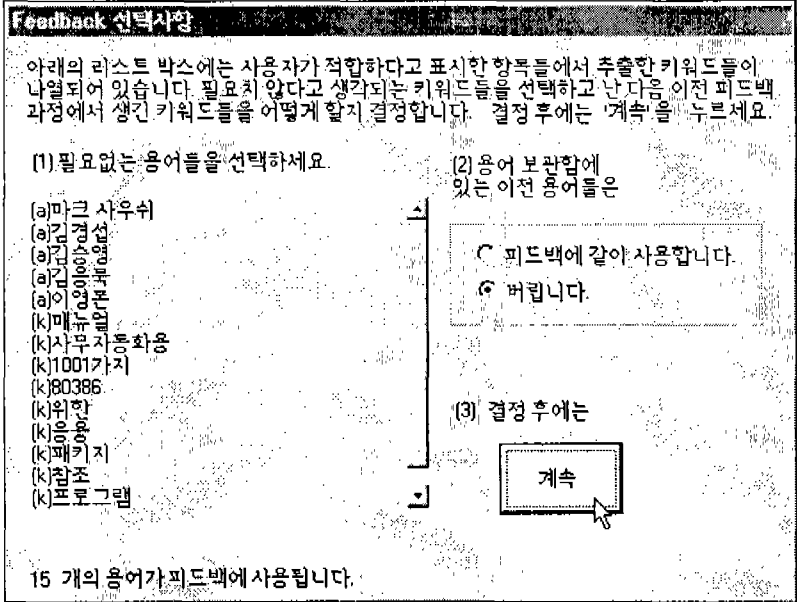 Feedback 선택사항
아래의 리스트 박스에는 사용자가 적합하다고 표시한 항목들에서 추출한 키워드들이
나열되어 있습니다. 필요치 않다고 생각되는 키워드들을 선택하고 난 다음 이전 피드백
과정에서 생긴 키워드들을 어떻게 할지 결정합니다. 결정 후에는 '계속'을 누르세요.
(1) 필요없는 용어들을 선택하세요.
(a)마크 사우쉬
(a)김경섭
(a)김승영
(a)김응묵
(a)이영폰
(k)매뉴얼
(k)사무자동화용
(k)1001가지
(k)80386
(k)위한
(k)응용
(k)패키지
(k)참조
(k)프로그램
(2) 용어 보관함에
있는 이전 용어들은
피드백에 같이 사용합니다.
버립니다.
(3) 결정 후에는
계속
15 개의 용어가 피드백에 사용됩니다.